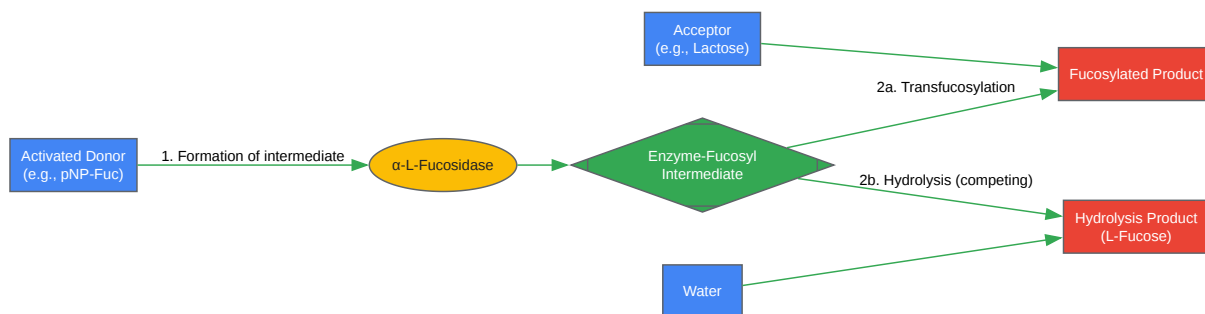 Acceptor
(e.g., Lactose)
Fucosylated Product
2a. Transfucosylation
Activated Donor
(e.g., pNP-Fuc)
1. Formation of intermediate
α-L-Fucosidase
Enzyme-Fucosyl
Intermediate
2b. Hydrolysis (competing)
Hydrolysis Product
(L-Fucose)
Water